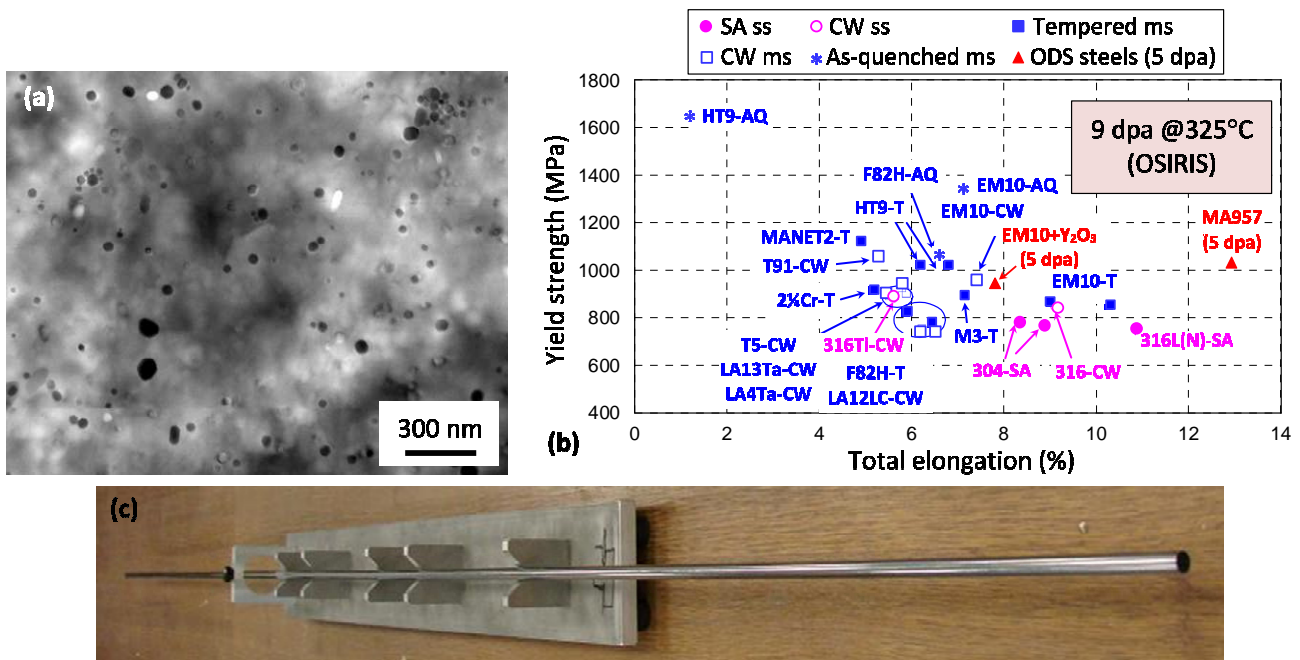 (a)
300 nm
SA ss
CW ss
Tempered ms
CW ms
As-quenched ms
ODS steels (5 dpa)
(b)
Yield strength (MPa)
1800
1600
1400
1200
1000
800
600
400
0
2
4
6
8
10
12
14
Total elongation (%)
9 dpa @325°C
(OSIRIS)
HT9-AQ
F82H-AQ
EM10-AQ
HT9-T
EM10-CW
MA957
(5 dpa)
MANET2-T
EM10+Y₂O₃
(5 dpa)
T91-CW
EM10-T
2¼Cr-T
T5-CW
316Ti-CW
M3-T
316L(N)-SA
LA13Ta-CW
F82H-T
304-SA
316-CW
LA4Ta-CW
LA12LC-CW
(c)